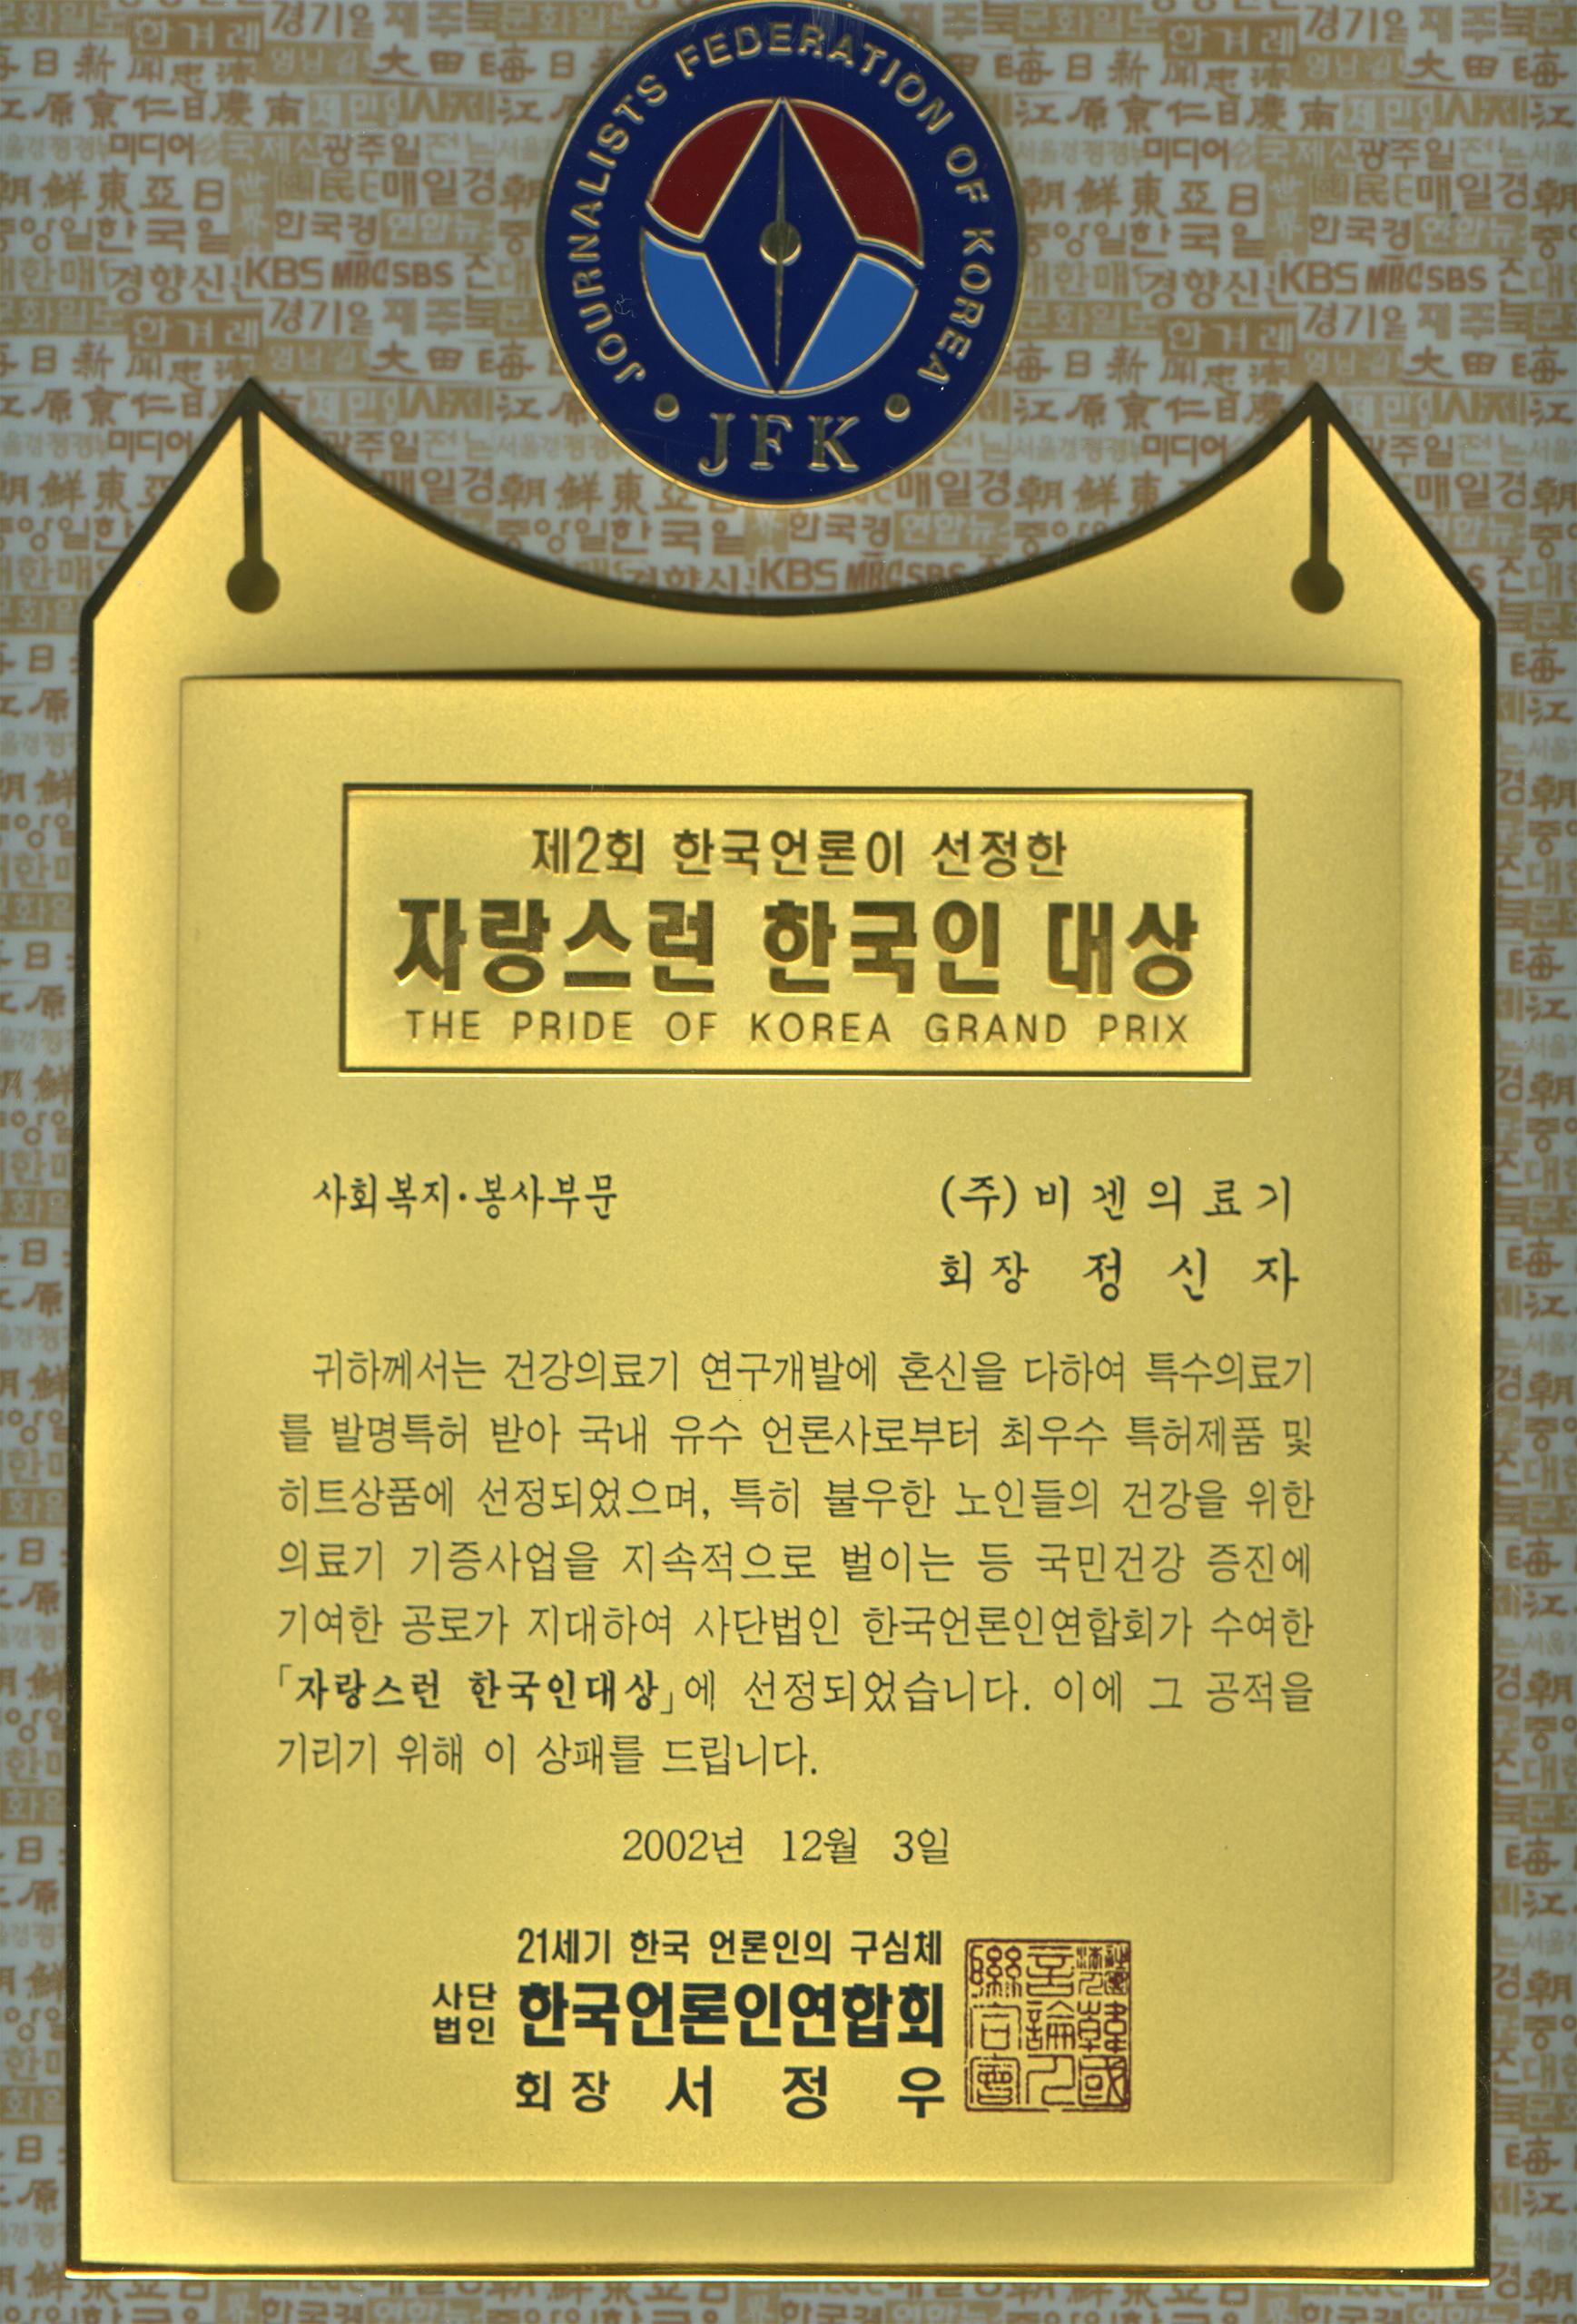 JOURNALISTS FEDERATION OF KOREA
JFK
제2회 한국언론이 선정한
자랑스런 한국인 대상
THE PRIDE OF KOREA GRAND PRIX
사회복지·봉사부문
(주)비겐의료기
회장 정신자
귀하께서는 건강의료기 연구개발에 혼신을 다하여 특수의료기
를 발명특허 받아 국내 유수 언론사로부터 최우수 특허제품 및
히트상품에 선정되었으며, 특히 불우한 노인들의 건강을 위한
의료기 기증사업을 지속적으로 벌이는 등 국민건강 증진에
기여한 공로가 지대하여 사단법인 한국언론인연합회가 수여한
「자랑스런 한국인대상」에 선정되었습니다. 이에 그 공적을
기리기 위해 이 상패를 드립니다.
2002년 12월 3일
21세기 한국 언론인의 구심체
사단법인 한국언론인연합회
회장 서정우